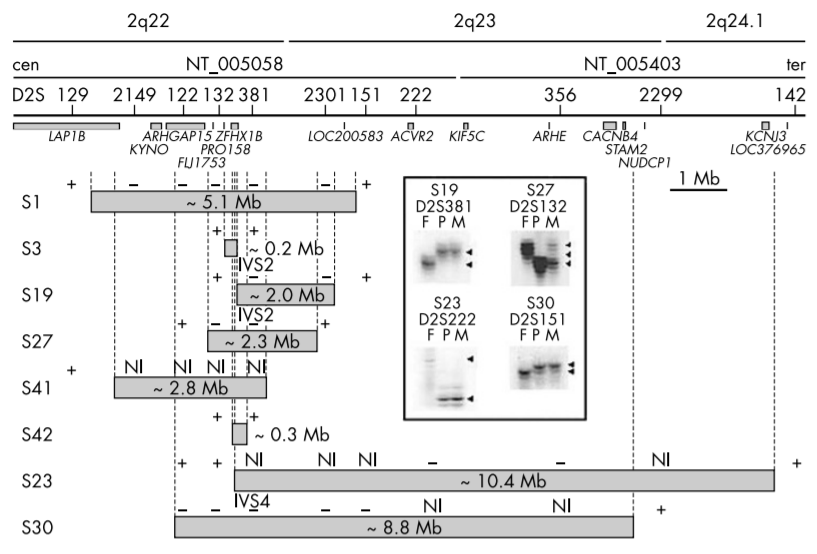 2q22 2q23 2q24.1
cen NT_005058 NT_005403 ter
D2S 129 2149 122 132 381 2301 151 222 356 2299 142
LAP1B ARHGAP15 ZFHX1B LOC200583 ACVR2 KIF5C ARHE CACNB4 KCNJ3
KYNO PRO158 STAM2 LOC376965
FLJ1753 NUDCP1
1 Mb
+ – – – + – +
S1 ~ 5.1 Mb
+ +
S3 ~ 0.2 Mb
IVS2
+ – – +
S19 ~ 2.0 Mb
IVS2
+ – – +
S27 ~ 2.3 Mb
+ NI NI NI NI
S41 ~ 2.8 Mb
+ +
S42 ~ 0.3 Mb
+ + NI NI NI – – NI +
S23 ~ 10.4 Mb
IVS4
– – – – – NI NI +
S30 ~ 8.8 Mb
S19 S27
D2S381 D2S132
F P M F P M
S23 S30
D2S222 D2S151
F P M F P M